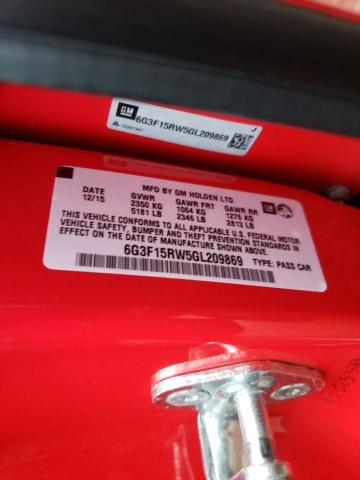 GM
6G3F15RW5GL209869
J
MFD BY GM HOLDEN LTD.
DATE GVWR GAWR FRT GAWR RR
12/15 2350 KG 1064 KG 1276 KG
5181 LB 2346 LB 2813 LB
GM
THIS VEHICLE CONFORMS TO ALL APPLICABLE U.S. FEDERAL MOTOR
VEHICLE SAFETY, BUMPER AND THEFT PREVENTION STANDARDS IN
EFFECT ON THE DATE OF MANUFACTURE SHOWN ABOVE.
6G3F15RW5GL209869
TYPE: PASS CAR